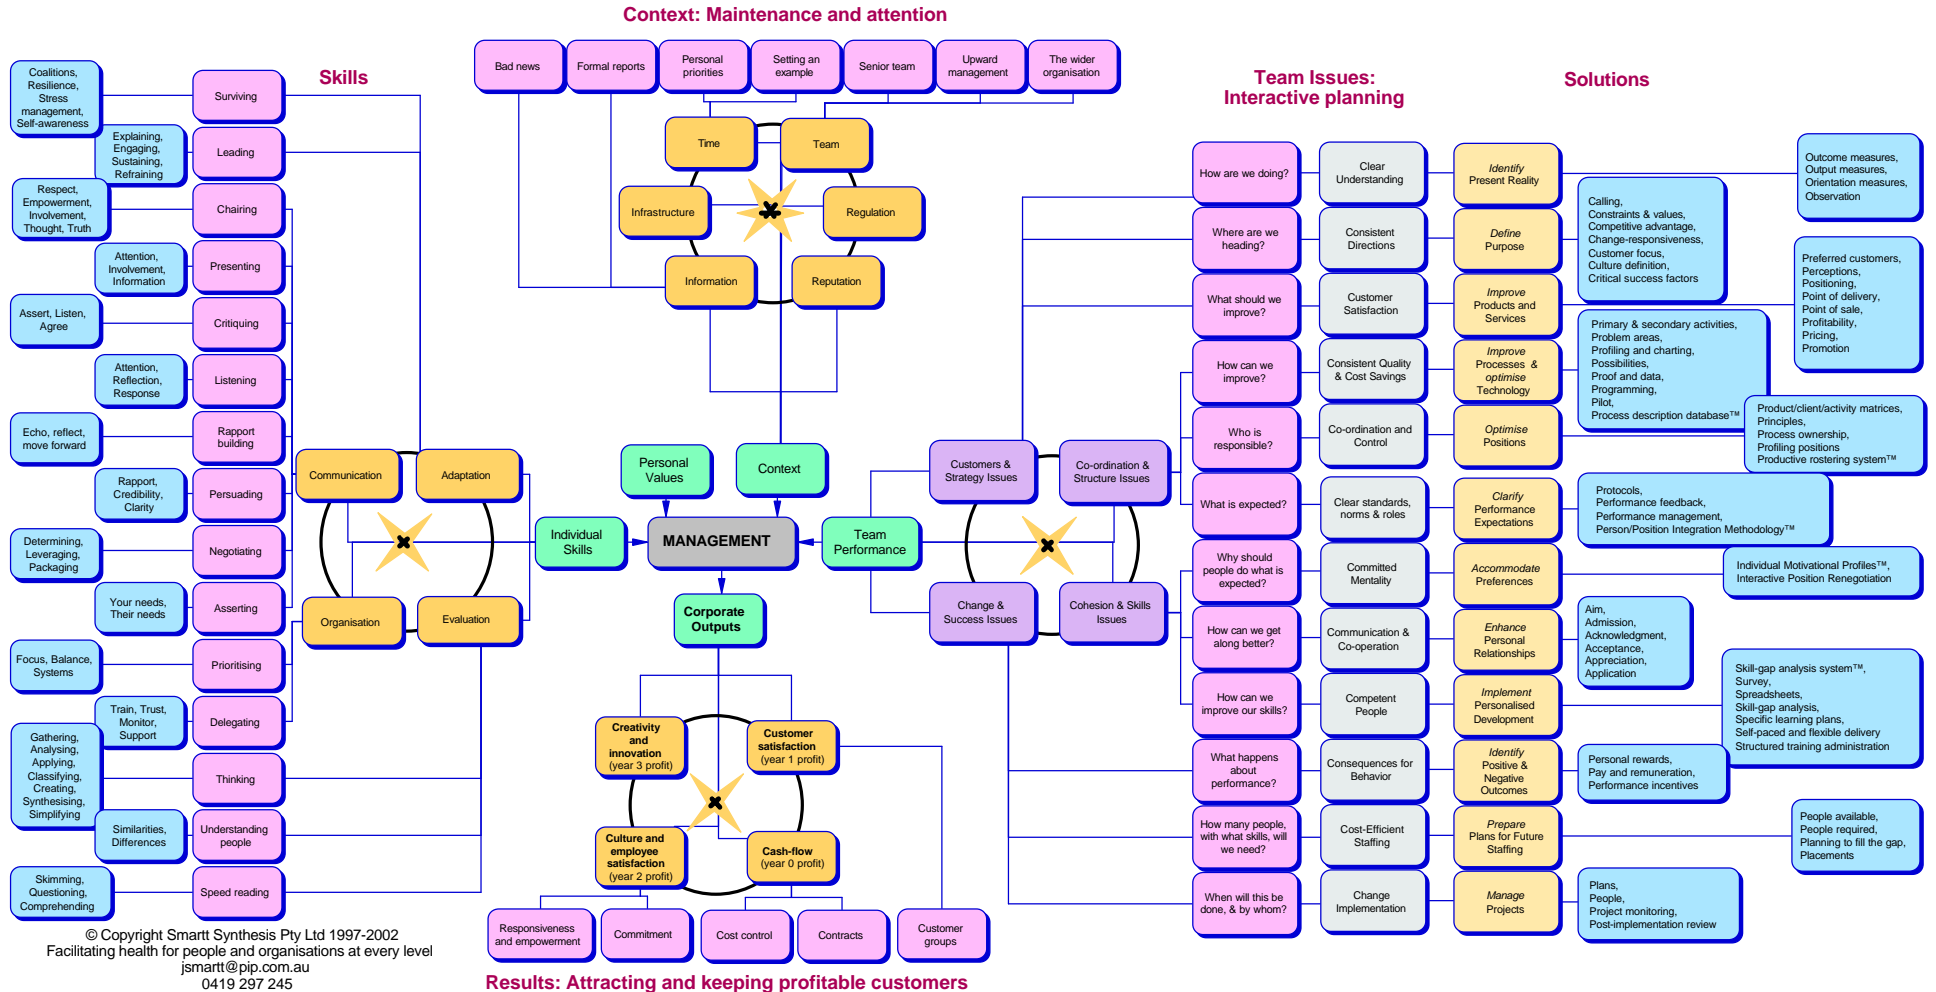 Context: Maintenance and attention
Skills
Team Issues:
Interactive planning
Solutions
Bad news
Formal reports
Personal
priorities
Setting an
example
Senior team
Upward
management
The wider
organisation
Time
Team
Infrastructure
Regulation
Information
Reputation
Coalitions,
Resilience,
Stress
management,
Self-awareness
Surviving
Explaining,
Engaging,
Sustaining,
Refraining
Leading
Respect,
Empowerment,
Involvement,
Thought, Truth
Chairing
Attention,
Involvement,
Information
Presenting
Assert, Listen,
Agree
Critiquing
Attention,
Reflection,
Response
Listening
Echo, reflect,
move forward
Rapport
building
Rapport,
Credibility,
Clarity
Persuading
Determining,
Leveraging,
Packaging
Negotiating
Your needs,
Their needs
Asserting
Focus, Balance,
Systems
Prioritising
Train, Trust,
Monitor,
Support
Delegating
Gathering,
Analysing,
Applying,
Classifying,
Creating,
Synthesising,
Simplifying
Thinking
Similarities,
Differences
Understanding
people
Skimming,
Questioning,
Comprehending
Speed reading
Communication
Adaptation
Organisation
Evaluation
Individual
Skills
Personal
Values
Context
MANAGEMENT
Team
Performance
Corporate
Outputs
Creativity
and
innovation
(year 3 profit)
Customer
satisfaction
(year 1 profit)
Culture and
employee
satisfaction
(year 2 profit)
Cash-flow
(year 0 profit)
Responsiveness
and empowerment
Commitment
Cost control
Contracts
Customer
groups
Customers &
Strategy Issues
Co-ordination &
Structure Issues
Change &
Success Issues
Cohesion & Skills
Issues
How are we doing?
Clear
Understanding
Identify
Present Reality
Outcome measures,
Output measures,
Orientation measures,
Observation
Where are we
heading?
Consistent
Directions
Define
Purpose
Calling,
Constraints & values,
Competitive advantage,
Change-responsiveness,
Customer focus,
Culture definition,
Critical success factors
What should we
improve?
Customer
Satisfaction
Improve
Products and
Services
Preferred customers,
Perceptions,
Positioning,
Point of delivery,
Point of sale,
Profitability,
Pricing,
Promotion
How can we
improve?
Consistent Quality
& Cost Savings
Improve
Processes &
optimise
Technology
Primary & secondary activities,
Problem areas,
Profiling and charting,
Possibilities,
Proof and data,
Programming,
Pilot,
Process description database™
Who is
responsible?
Co-ordination and
Control
Optimise
Positions
Product/client/activity matrices,
Principles,
Process ownership,
Profiling positions
Productive rostering system™
What is expected?
Clear standards,
norms & roles
Clarify
Performance
Expectations
Protocols,
Performance feedback,
Performance management,
Person/Position Integration Methodology™
Why should
people do what is
expected?
Committed
Mentality
Accommodate
Preferences
Individual Motivational Profiles™,
Interactive Position Renegotiation
How can we get
along better?
Communication &
Co-operation
Enhance
Personal
Relationships
Aim,
Admission,
Acknowledgment,
Acceptance,
Appreciation,
Application
How can we
improve our skills?
Competent
People
Implement
Personalised
Development
Skill-gap analysis system™,
Survey,
Spreadsheets,
Skill-gap analysis,
Specific learning plans,
Self-paced and flexible delivery
Structured training administration
What happens
about
performance?
Consequences for
Behavior
Identify
Positive &
Negative
Outcomes
Personal rewards,
Pay and remuneration,
Performance incentives
How many people,
with what skills, will
we need?
Cost-Efficient
Staffing
Prepare
Plans for Future
Staffing
People available,
People required,
Planning to fill the gap,
Placements
When will this be
done, & by whom?
Change
Implementation
Manage
Projects
Plans,
People,
Project monitoring,
Post-implementation review
© Copyright Smartt Synthesis Pty Ltd 1997-2002
Facilitating health for people and organisations at every level
jsmartt@pip.com.au
0419 297 245
Results: Attracting and keeping profitable customers